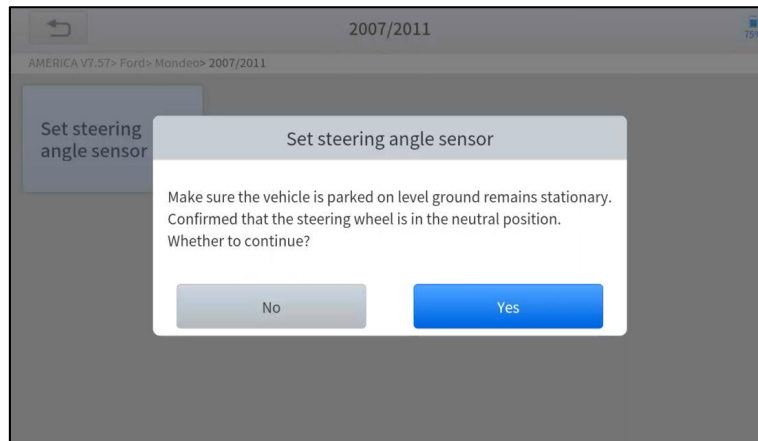 2007/2011
75%
AMERICA V7.57> Ford> Mondeo> 2007/2011
Set steering
angle sensor
Set steering angle sensor
Make sure the vehicle is parked on level ground remains stationary.
Confirmed that the steering wheel is in the neutral position.
Whether to continue?
No
Yes